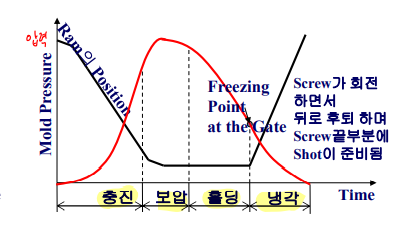 압력
Mold Pressure
Ram의 Position
Freezing
Point
at the Gate
Screw가 회전
하면서
뒤로 후퇴 하며
Screw끝부분에
Shot이 준비됨
충진
보압
홀딩
냉각
Time